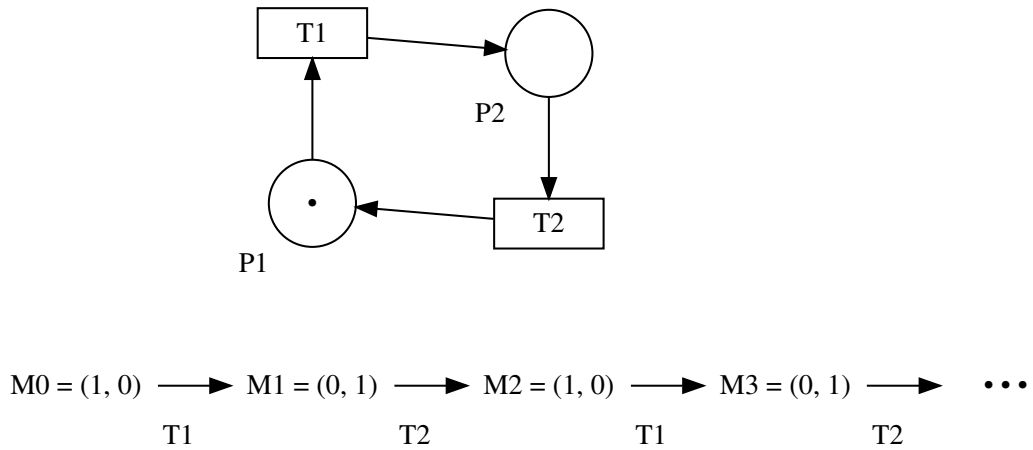 T1
P2
T2
P1
M0 = (1, 0) M1 = (0, 1) M2 = (1, 0) M3 = (0, 1) •••
T1 T2 T1 T2